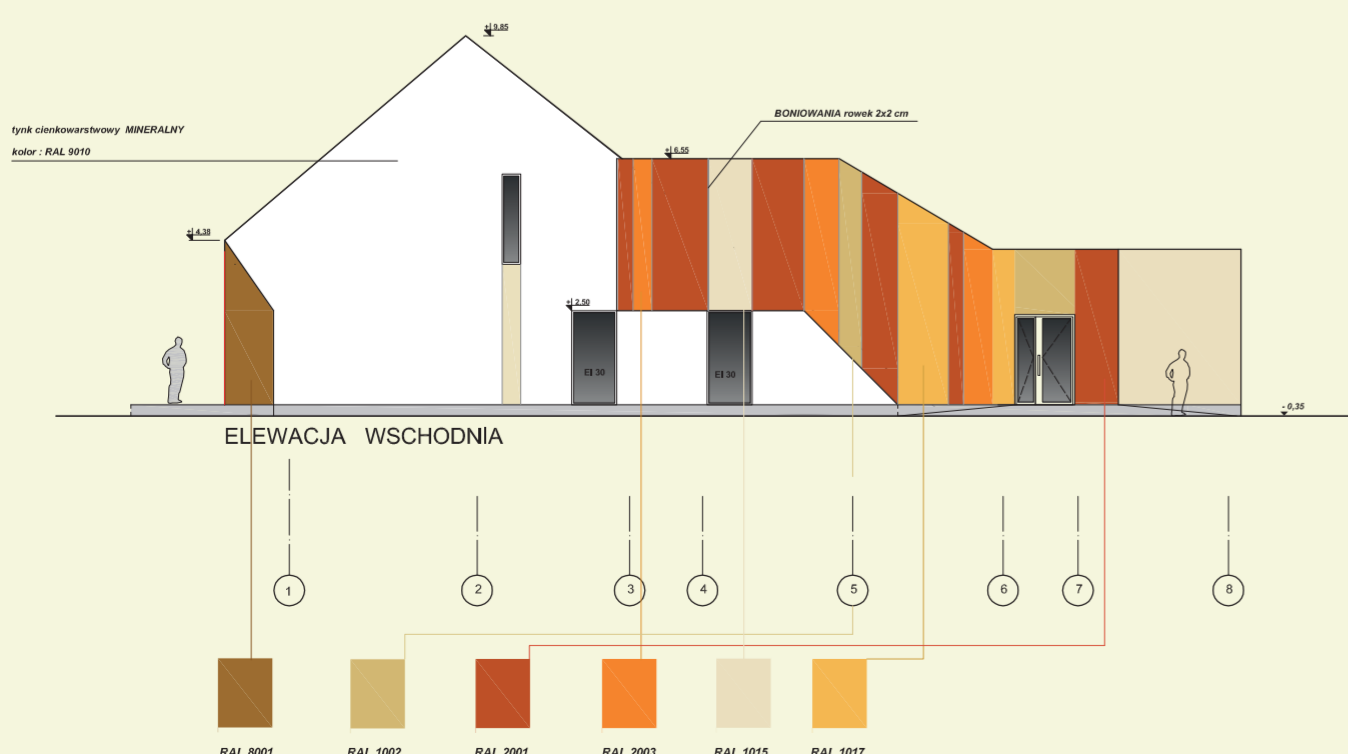 +| 9,85
BONIOWANIA rowek 2x2 cm
tynk cienkowarstwowy MINERALNY
kolor : RAL 9010
+| 6,55
+| 4,38
+| 2,50
EI 30
EI 30
- 0,35
ELEWACJA WSCHODNIA
1
2
3
4
5
6
7
8
RAL 8001
RAL 1002
RAL 2001
RAL 2003
RAL 1015
RAL 1017